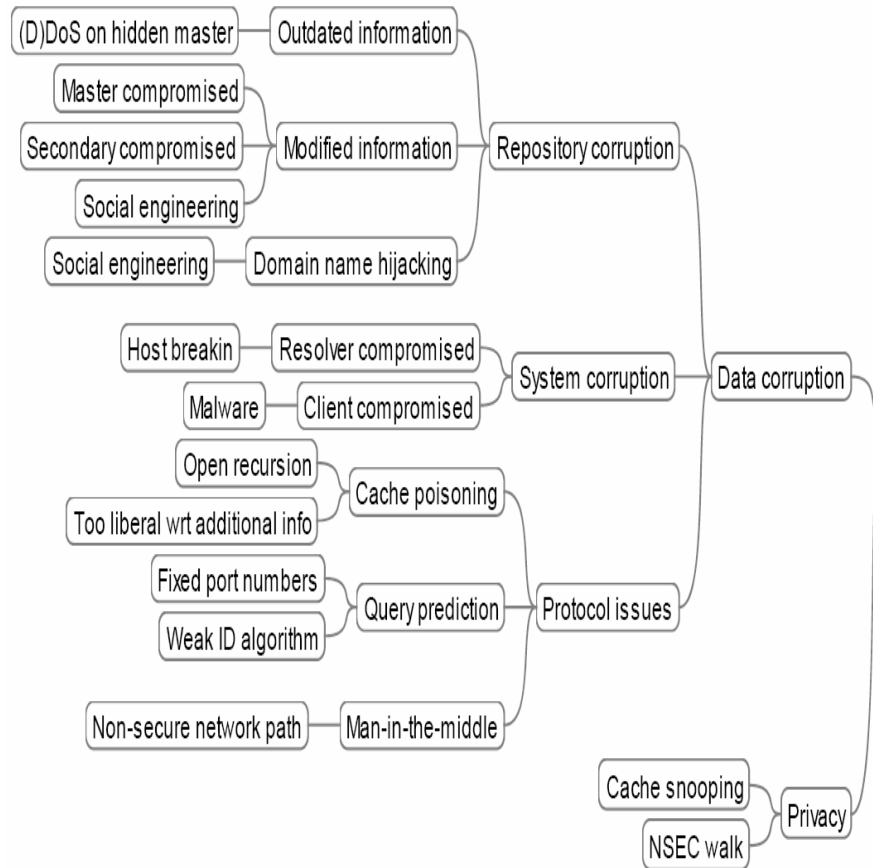 (D)DoS on hidden master
Outdated information
Master compromised
Secondary compromised
Modified information
Repository corruption
Social engineering
Social engineering
Domain name hijacking
Host breakin
Resolver compromised
System corruption
Data corruption
Malware
Client compromised
Open recursion
Cache poisoning
Too liberal wrt additional info
Fixed port numbers
Query prediction
Protocol issues
Weak ID algorithm
Non-secure network path
Man-in-the-middle
Cache snooping
Privacy
NSEC walk